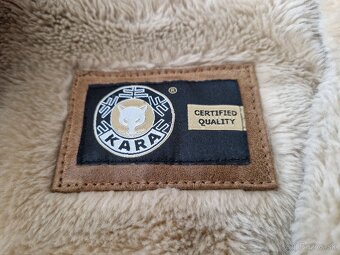 KARA
®
CERTIFIED
QUALITY